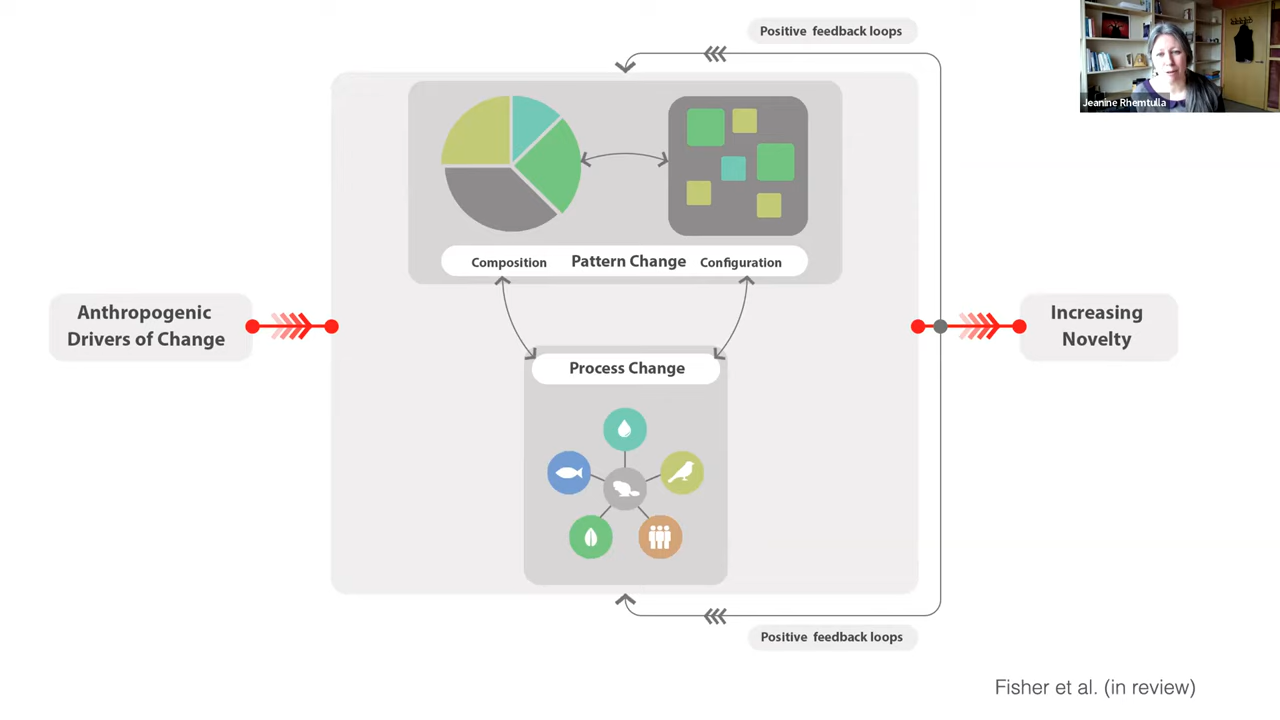 Positive feedback loops
Jeanine Rhemtulla
Composition Pattern Change Configuration
Anthropogenic
Drivers of Change
Increasing
Novelty
Process Change
Positive feedback loops
Fisher et al. (in review)